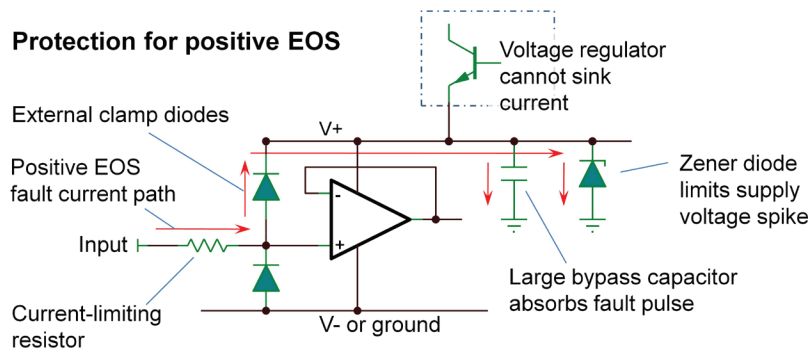 Protection for positive EOS
Voltage regulator
cannot sink
current
External clamp diodes
V+
Positive EOS
fault current path
Zener diode
limits supply
voltage spike
-
+
Input
Large bypass capacitor
absorbs fault pulse
Current-limiting
resistor
V- or ground